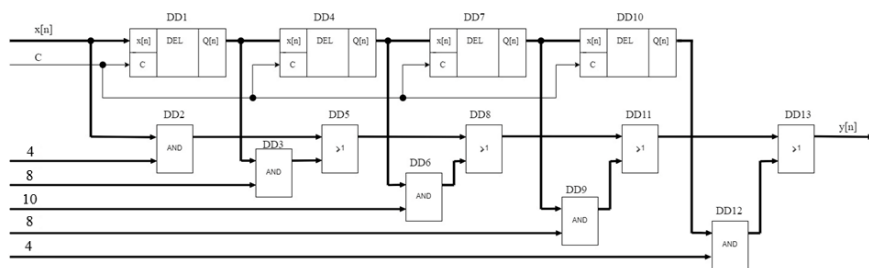 DD1 DD4 DD7 DD10
x[n]
x[n] DEL Q[n] x[n] DEL Q[n] x[n] DEL Q[n] x[n] DEL Q[n]
C
C C C C
DD2 DD5 DD8 DD11 DD13
y[n]
AND
⩾1 ⩾1 ⩾1 ⩾1
DD3
4
AND
DD6
8
AND
DD9
10
AND
DD12
8
AND
4